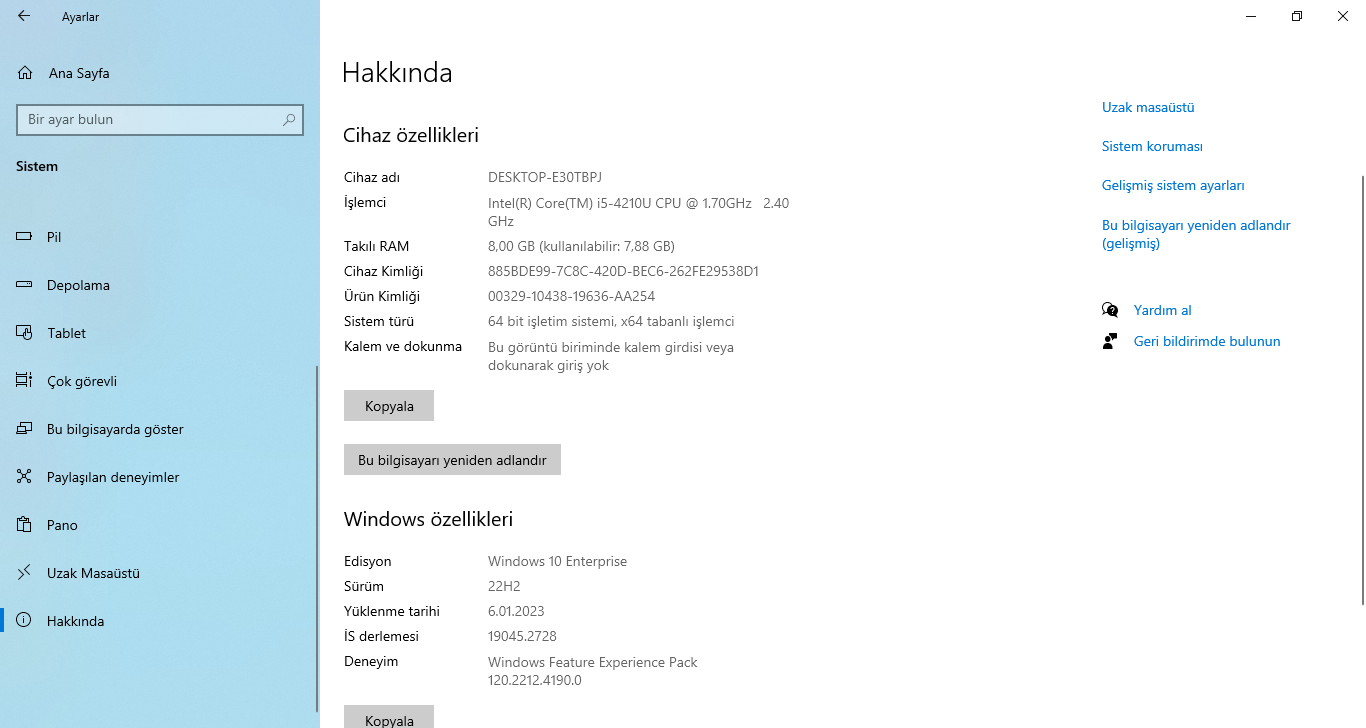 Ayarlar
Ana Sayfa
Bir ayar bulun
Sistem
Pil
Depolama
Tablet
Çok görevli
Bu bilgisayarda göster
Paylaşılan deneyimler
Pano
Uzak Masaüstü
Hakkında
Hakkında
Cihaz özellikleri
Cihaz adı DESKTOP-E30TBPJ
İşlemci Intel(R) Core(TM) i5-4210U CPU @ 1.70GHz 2.40
GHz
Takılı RAM 8,00 GB (kullanılabilir: 7,88 GB)
Cihaz Kimliği 885BDE99-7C8C-420D-BEC6-262FE29538D1
Ürün Kimliği 00329-10438-19636-AA254
Sistem türü 64 bit işletim sistemi, x64 tabanlı işlemci
Kalem ve dokunma Bu görüntü biriminde kalem girdisi veya
dokunarak giriş yok
Kopyala
Bu bilgisayarı yeniden adlandır
Windows özellikleri
Edisyon Windows 10 Enterprise
Sürüm 22H2
Yüklenme tarihi 6.01.2023
İS derlemesi 19045.2728
Deneyim Windows Feature Experience Pack
120.2212.4190.0
Kopyala
Uzak masaüstü
Sistem koruması
Gelişmiş sistem ayarları
Bu bilgisayarı yeniden adlandır
(gelişmiş)
Yardım al
Geri bildirimde bulunun